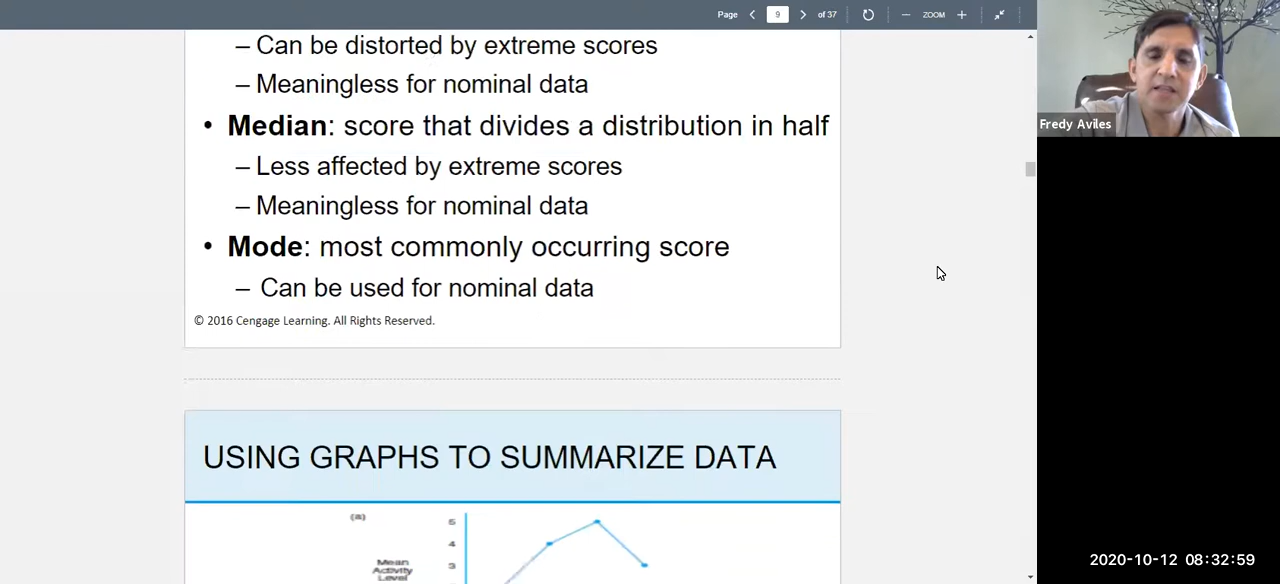 Page 9 of 37 ZOOM
– Can be distorted by extreme scores
– Meaningless for nominal data
• Median: score that divides a distribution in half
– Less affected by extreme scores
– Meaningless for nominal data
• Mode: most commonly occurring score
– Can be used for nominal data
© 2016 Cengage Learning. All Rights Reserved.
USING GRAPHS TO SUMMARIZE DATA
(a)
5
4
3
Mean
Activity
Level
Fredy Aviles
2020-10-12 08:32:59